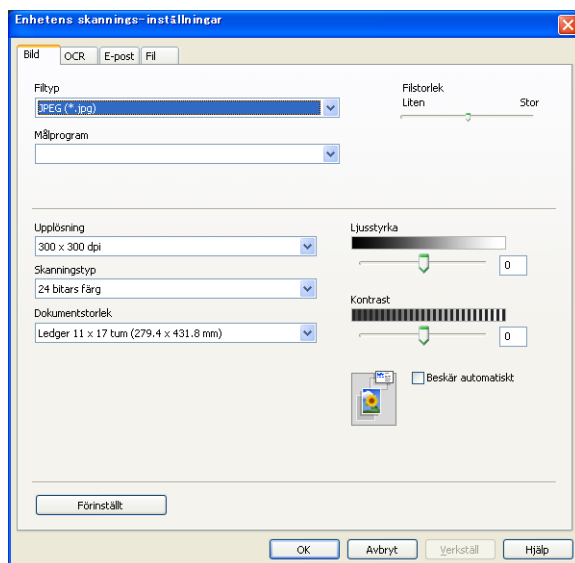 Enhetens skannings-inställningar
Bild OCR E-post Fil
Filtyp
JPEG (*.jpg)
Filstorlek
Liten Stor
Målprogram
Upplösning
300 x 300 dpi
Ljusstyrka
0
Skanningstyp
24 bitars färg
Kontrast
0
Dokumentstorlek
Ledger 11 x 17 tum (279.4 x 431.8 mm)
Beskär automatiskt
Förinställt
OK Avbryt Verkställ Hjälp